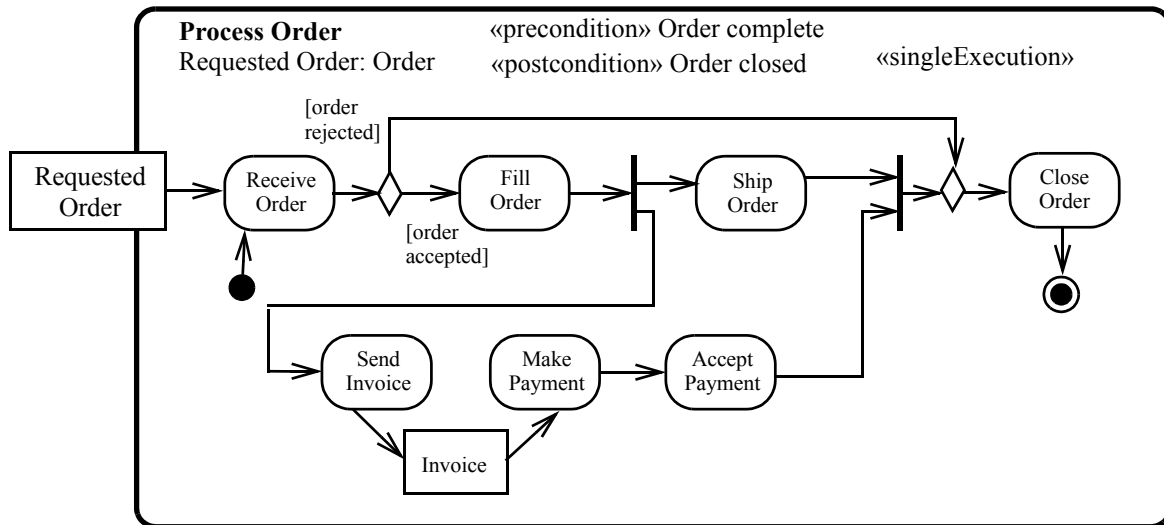 Process Order
«precondition» Order complete
Requested Order: Order
«postcondition» Order closed
«singleExecution»
[order
rejected]
Requested
Order
Receive
Order
Fill
Order
Ship
Order
Close
Order
[order
accepted]
Send
Invoice
Make
Payment
Accept
Payment
Invoice